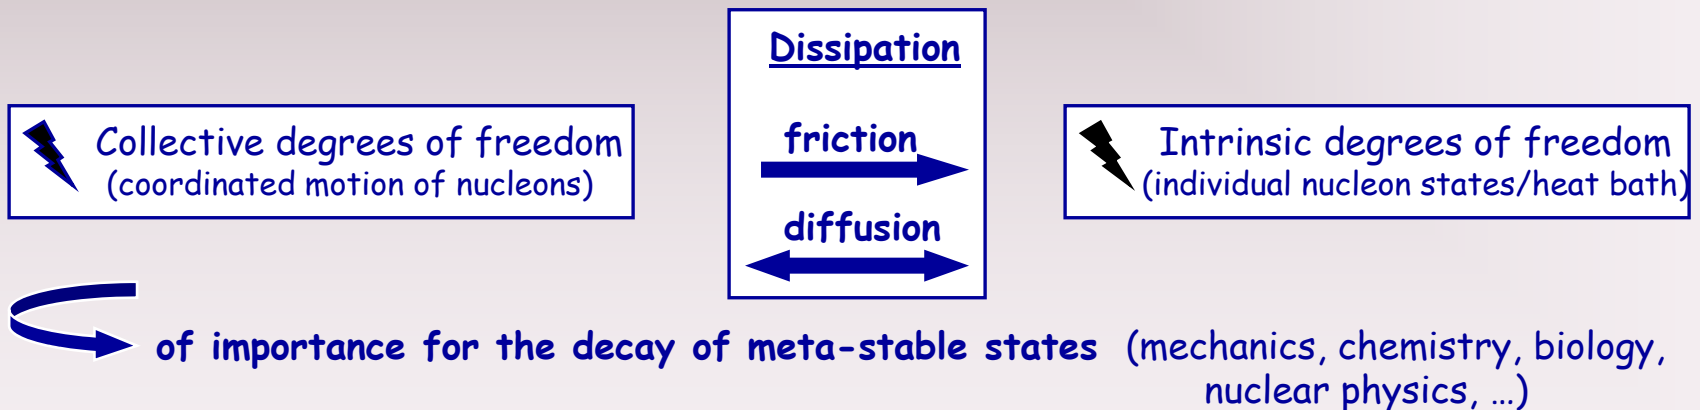 Dissipation
friction
diffusion
Collective degrees of freedom
(coordinated motion of nucleons)
Intrinsic degrees of freedom
(individual nucleon states/heat bath)
of importance for the decay of meta-stable states (mechanics, chemistry, biology,
nuclear physics, …)